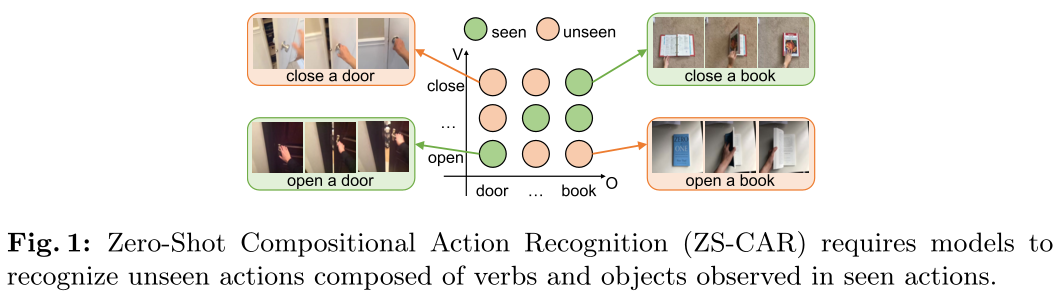 seen unseen
V
close a door
close a book
close
...
open
open a door
open a book
door ... book O
Fig. 1: Zero-Shot Compositional Action Recognition (ZS-CAR) requires models to
recognize unseen actions composed of verbs and objects observed in seen actions.